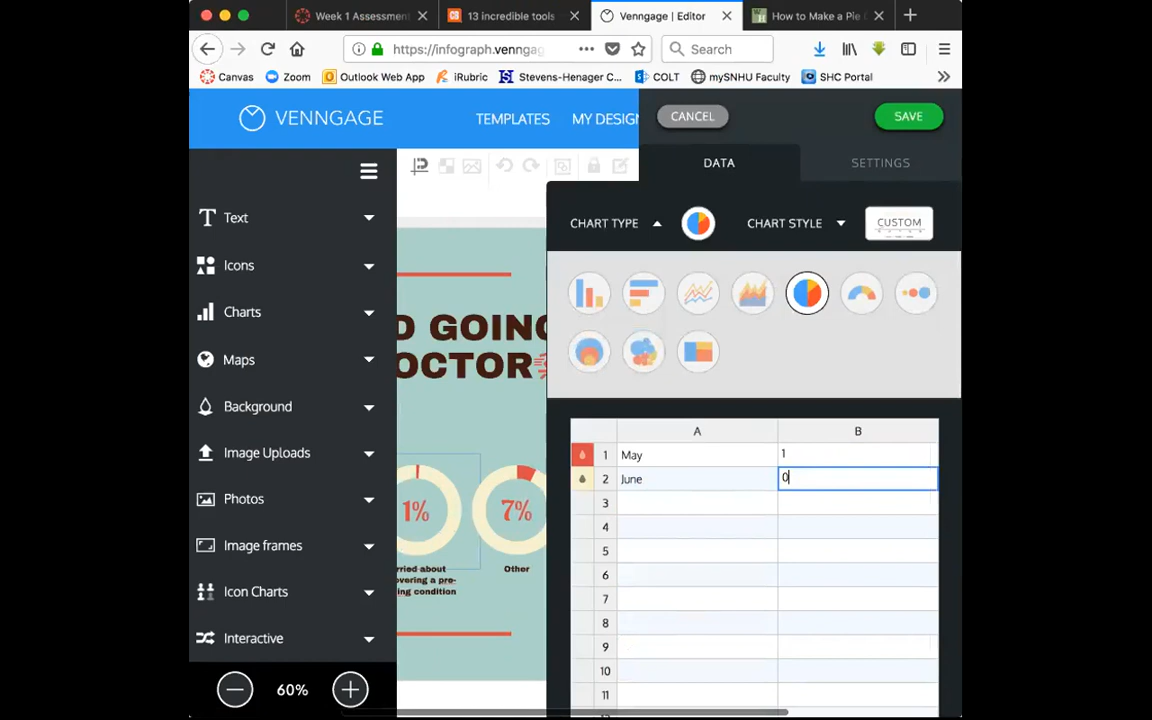 Week 1 Assessment
13 incredible tools
Venngage | Editor
How to Make a Pie
https://infograph.venngag
Search
Canvas
Zoom
Outlook Web App
iRubric
Stevens-Henager C...
COLT
mySNHU Faculty
SHC Portal
VENNGAGE
TEMPLATES
MY DESIGN
CANCEL
SAVE
DATA
SETTINGS
CHART TYPE
CHART STYLE
CUSTOM
Text
Icons
Charts
Maps
Background
Image Uploads
Photos
Image frames
Icon Charts
Interactive
60%
D GOING
OCTOR
1%
7%
rried about
overing a pre-
ing condition
Other
A B
1 May 1
2 June 0
3
4
5
6
7
8
9
10
11